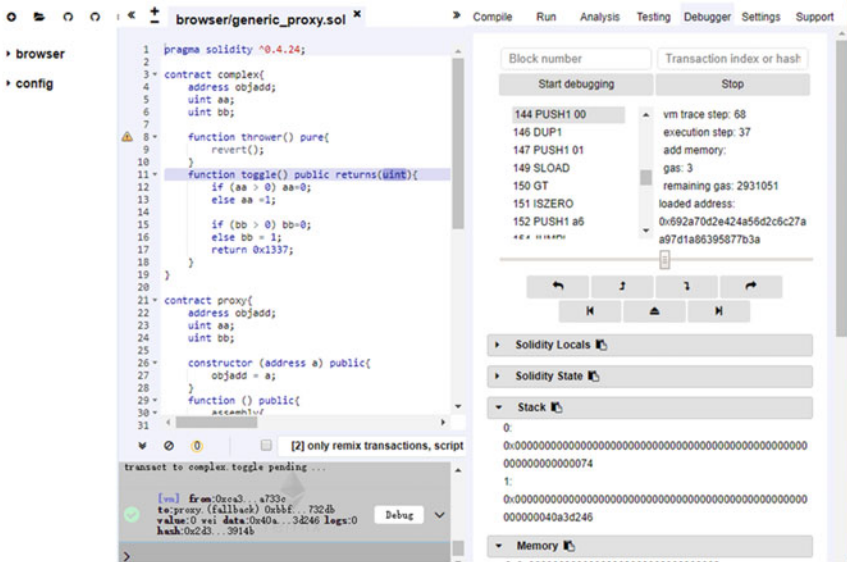 browser/generic_proxy.sol
Compile Run Analysis Testing Debugger Settings Support
browser
config
1 pragma solidity ^0.4.24;
2
3 contract complex{
4 address objadd;
5 uint aa;
6 uint bb;
7
8 function thrower() pure{
9 revert();
10 }
11 function toggle() public returns(uint){
12 if (aa > 0) aa=0;
13 else aa =1;
14
15 if (bb > 0) bb=0;
16 else bb = 1;
17 return 0x1337;
18 }
19 }
20
21 contract proxy{
22 address objadd;
23 uint aa;
24 uint bb;
25
26 constructor (address a) public{
27 objadd = a;
28 }
29 function () public{
30 assembly{
31
0
[2] only remix transactions, script
transact to complex.toggle pending ...
[vm] from:0xca3...a733c
to:proxy.(fallback) 0xbbf...732db
value:0 wei data:0x40a...3d246 logs:0
hash:0x2d3...3914b
Debug
>
Block number
Transaction index or hash
Start debugging
Stop
144 PUSH1 00
146 DUP1
147 PUSH1 01
149 SLOAD
150 GT
151 ISZERO
152 PUSH1 a6
154 JUMPI
vm trace step: 68
execution step: 37
add memory:
gas: 3
remaining gas: 2931051
loaded address:
0x692a70d2e424a56d2c6c27a
a97d1a86395877b3a
Solidity Locals
Solidity State
Stack
0:
0x00000000000000000000000000000000000000000000000000
00000000000074
1:
0x00000000000000000000000000000000000000000000000000
00000040a3d246
Memory